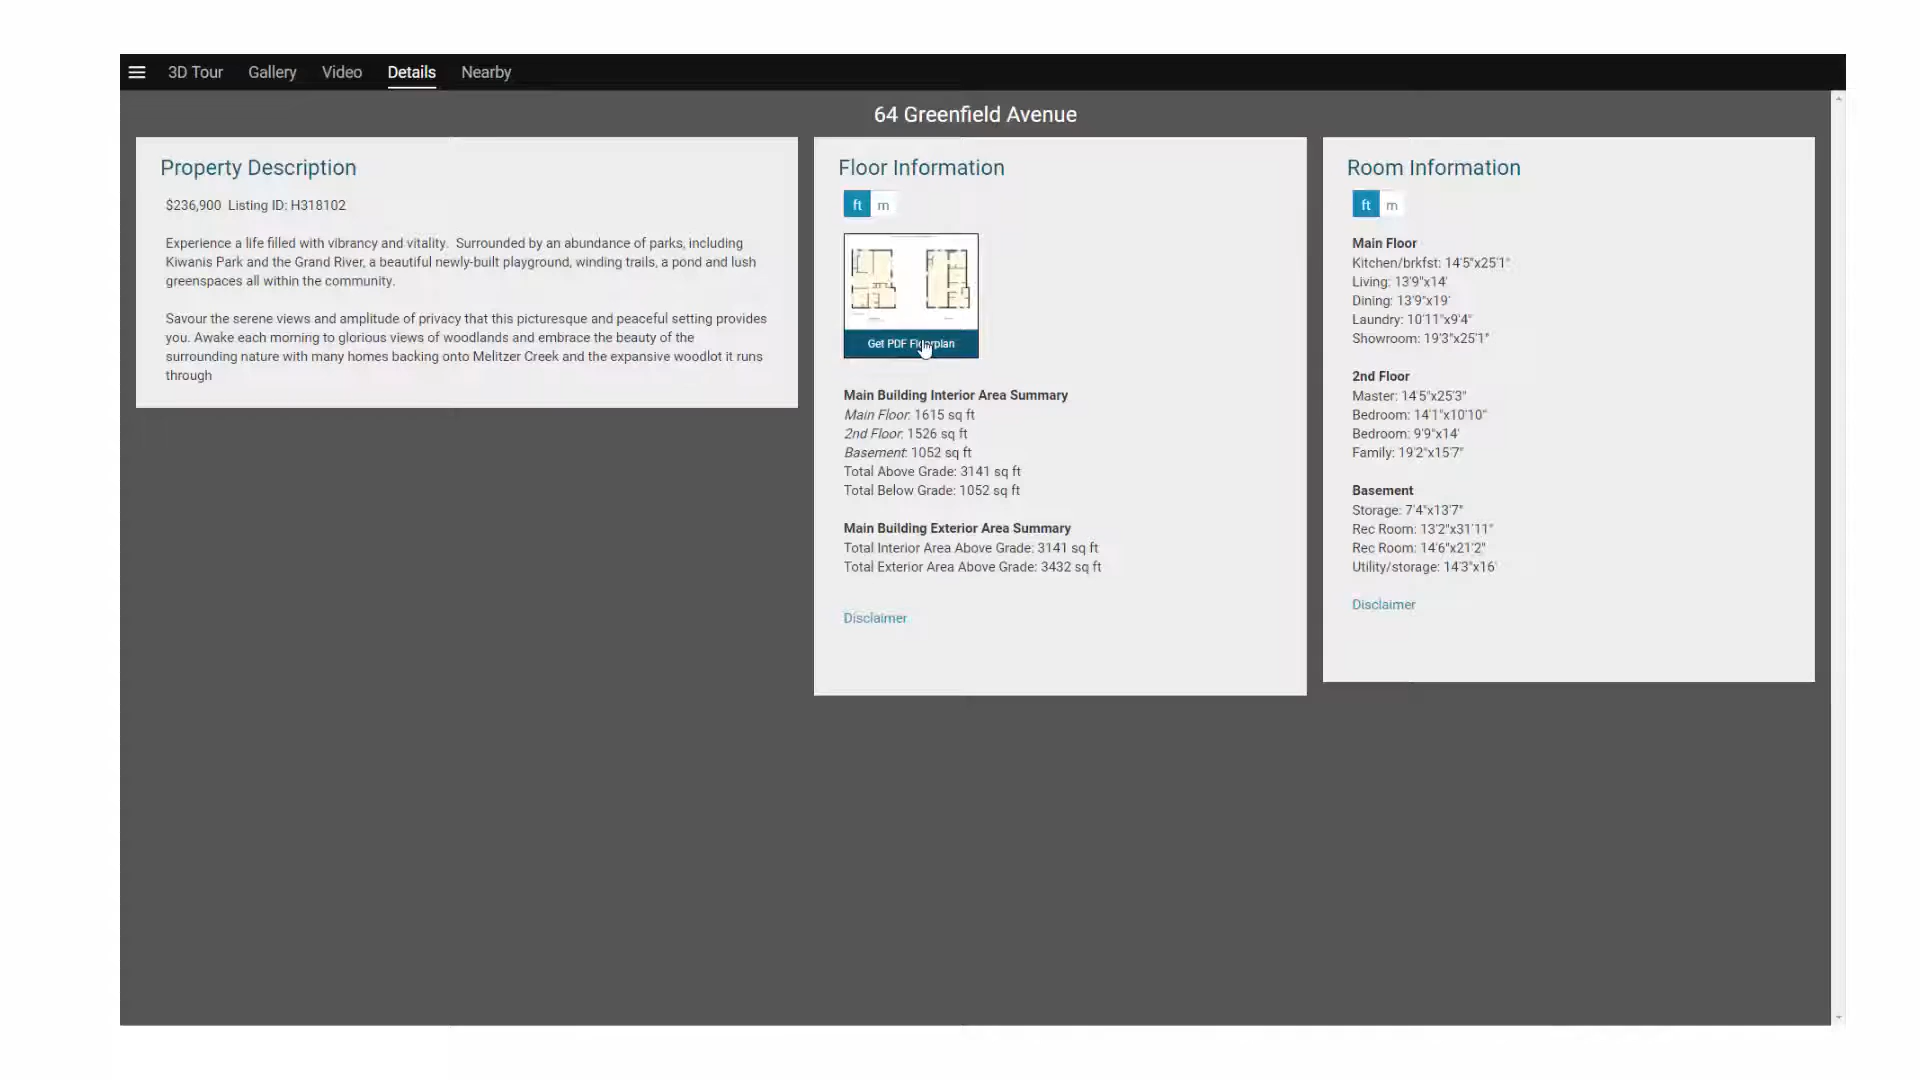 3D Tour Gallery Video Details Nearby
64 Greenfield Avenue
Property Description
$236,900 Listing ID: H318102
Experience a life filled with vibrancy and vitality. Surrounded by an abundance of parks, including
Kiwanis Park and the Grand River, a beautiful newly-built playground, winding trails, a pond and lush
greenspaces all within the community.
Savour the serene views and amplitude of privacy that this picturesque and peaceful setting provides
you. Awake each morning to glorious views of woodlands and embrace the beauty of the
surrounding nature with many homes backing onto Melitzer Creek and the expansive woodlot it runs
through
Floor Information
ft m
Get PDF Floorplan
Main Building Interior Area Summary
Main Floor: 1615 sq ft
2nd Floor: 1526 sq ft
Basement: 1052 sq ft
Total Above Grade: 3141 sq ft
Total Below Grade: 1052 sq ft
Main Building Exterior Area Summary
Total Interior Area Above Grade: 3141 sq ft
Total Exterior Area Above Grade: 3432 sq ft
Disclaimer
Room Information
ft m
Main Floor
Kitchen/brkfst: 14'5"x25'1"
Living: 13'9"x14'
Dining: 13'9"x19'
Laundry: 10'11"x9'4"
Showroom: 19'3"x25'1"
2nd Floor
Master: 14'5"x25'3"
Bedroom: 14'1"x10'10"
Bedroom: 9'9"x14'
Family: 19'2"x15'7"
Basement
Storage: 7'4"x13'7"
Rec Room: 13'2"x31'11"
Rec Room: 14'6"x21'2"
Utility/storage: 14'3"x16'
Disclaimer